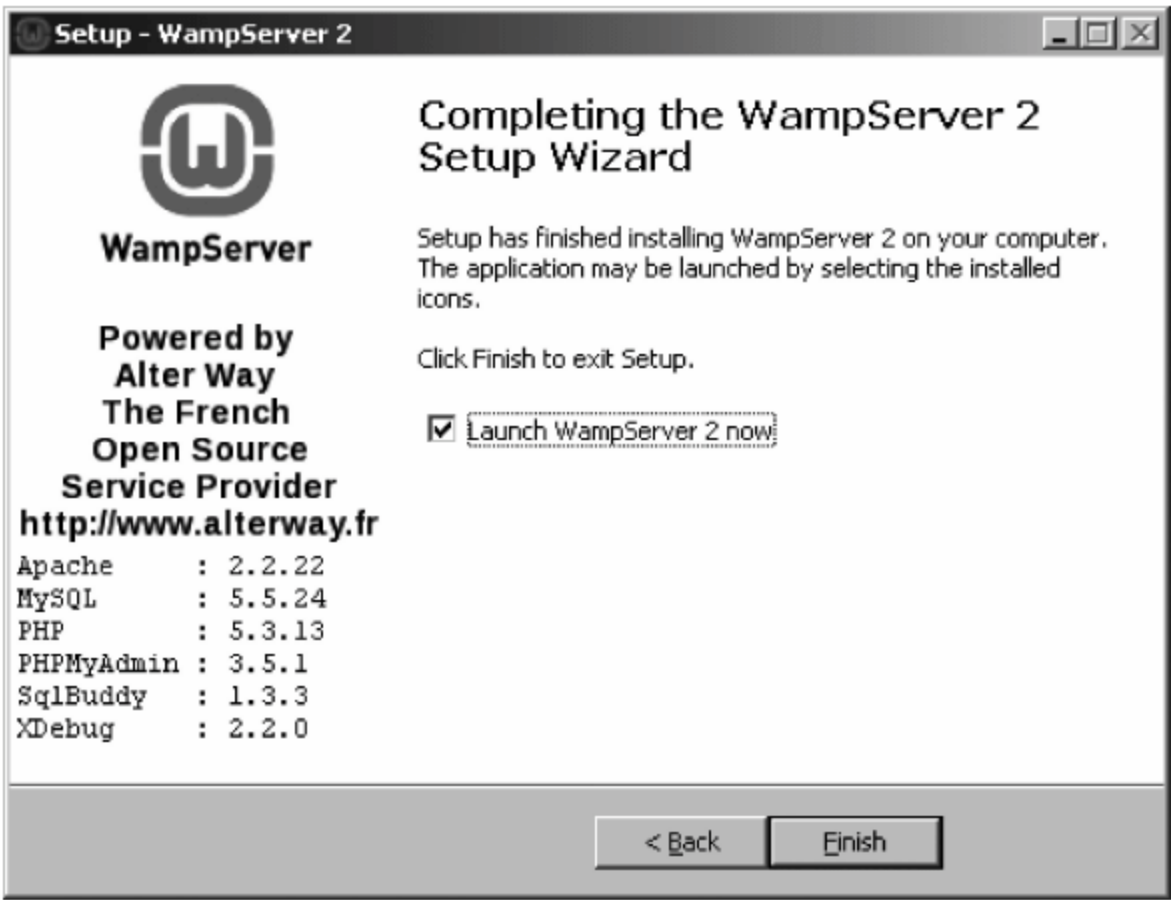 Setup - WampServer 2
WampServer
Powered by
Alter Way
The French
Open Source
Service Provider
http://www.alterway.fr
Apache : 2.2.22
MySQL : 5.5.24
PHP : 5.3.13
PHPMyAdmin : 3.5.1
SqlBuddy : 1.3.3
XDebug : 2.2.0
Completing the WampServer 2
Setup Wizard
Setup has finished installing WampServer 2 on your computer.
The application may be launched by selecting the installed
icons.
Click Finish to exit Setup.
Launch WampServer 2 now
< Back
Finish